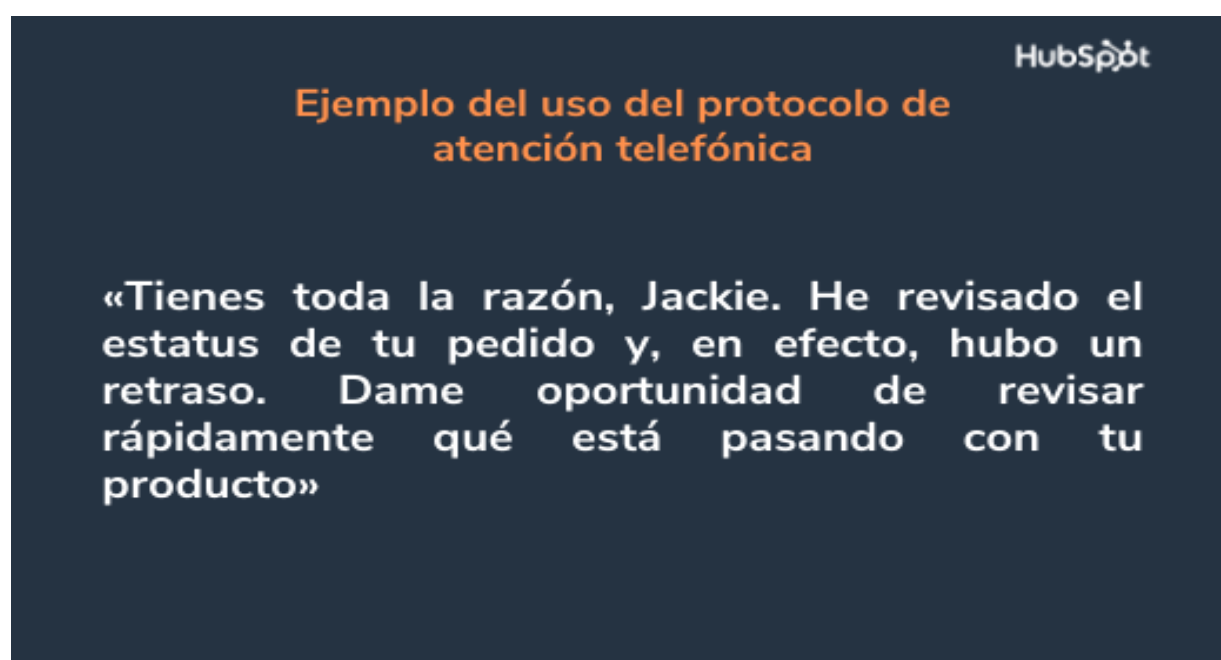 HubSpot
Ejemplo del uso del protocolo de
atención telefónica
«Tienes toda la razón, Jackie. He revisado el
estatus de tu pedido y, en efecto, hubo un
retraso. Dame oportunidad de revisar
rápidamente qué está pasando con tu
producto»